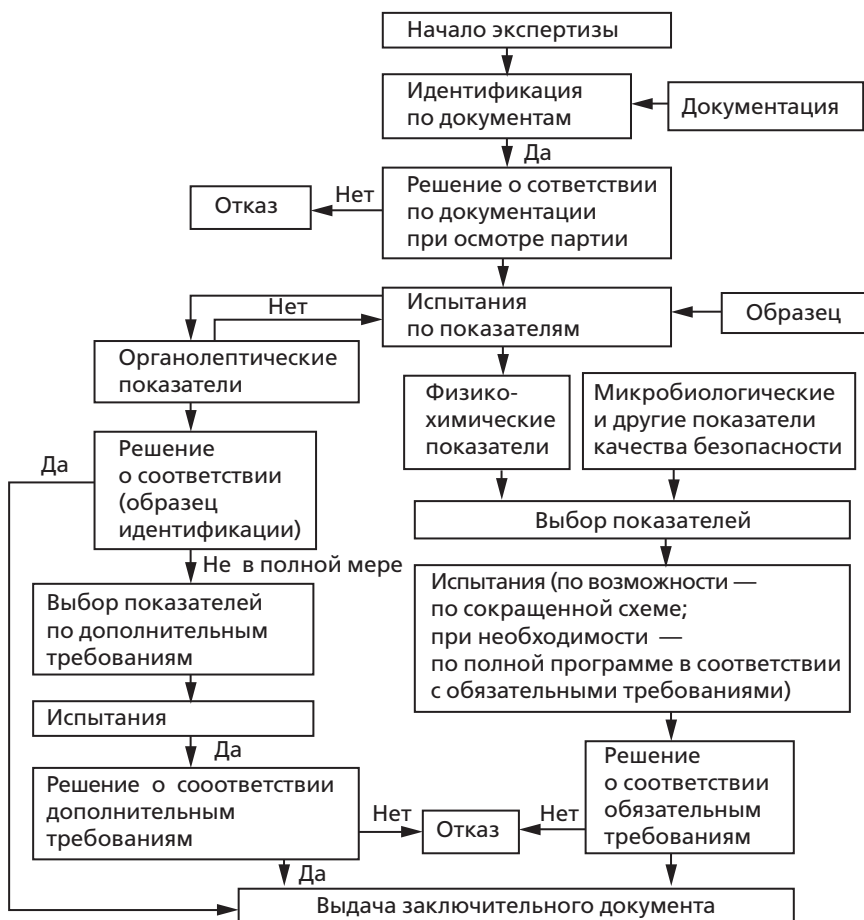 Начало экспертизы
Идентификация
по документам
Документация
Да
Решение о сответствии
по документации
при осмотре партии
Нет
Отказ
Испытания
по показателям
Образец
Нет
Органолептические
показатели
Физико-
химические
показатели
Микробиологические
и другие показатели
качества безопасности
Да
Решение
о соответствии
(образец
идентификации)
Выбор показателей
Не в полной мере
Выбор показателей
по дополнительным
требованиям
Испытания (по возможности —
по сокращенной схеме;
при необходимости —
по полной программе в соответствии
с обязательными требованиями)
Испытания
Да
Решение о сооответствии
дополнительным
требованиям
Нет
Отказ
Нет
Решение
о соответствии
обязательным
требованиям
Да
Выдача заключительного документа